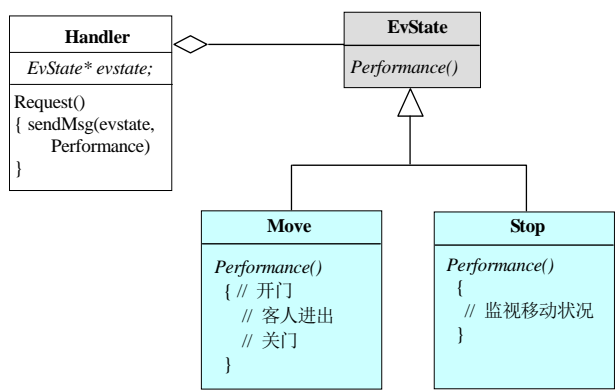 Handler
EvState* evstate;
Request()
{ sendMsg(evstate,
Performance)
}
EvState
Performance()
Move
Performance()
{ // 开门
// 客人进出
// 关门
}
Stop
Performance()
{
// 监视移动状况
}